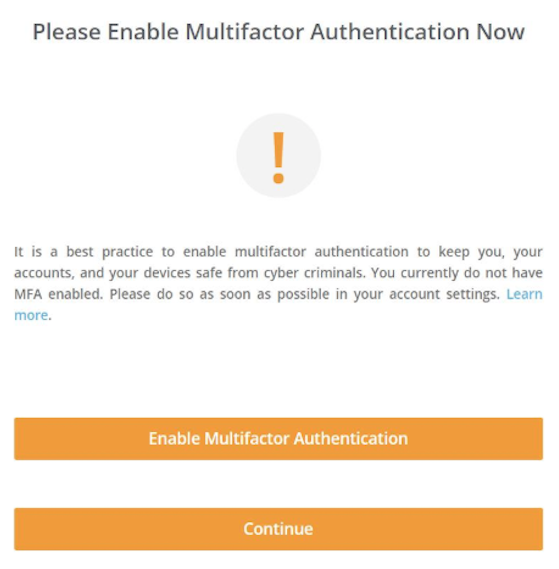 Please Enable Multifactor Authentication Now
!
It is a best practice to enable multifactor authentication to keep you, your
accounts, and your devices safe from cyber criminals. You currently do not have
MFA enabled. Please do so as soon as possible in your account settings. Learn
more.
Enable Multifactor Authentication
Continue